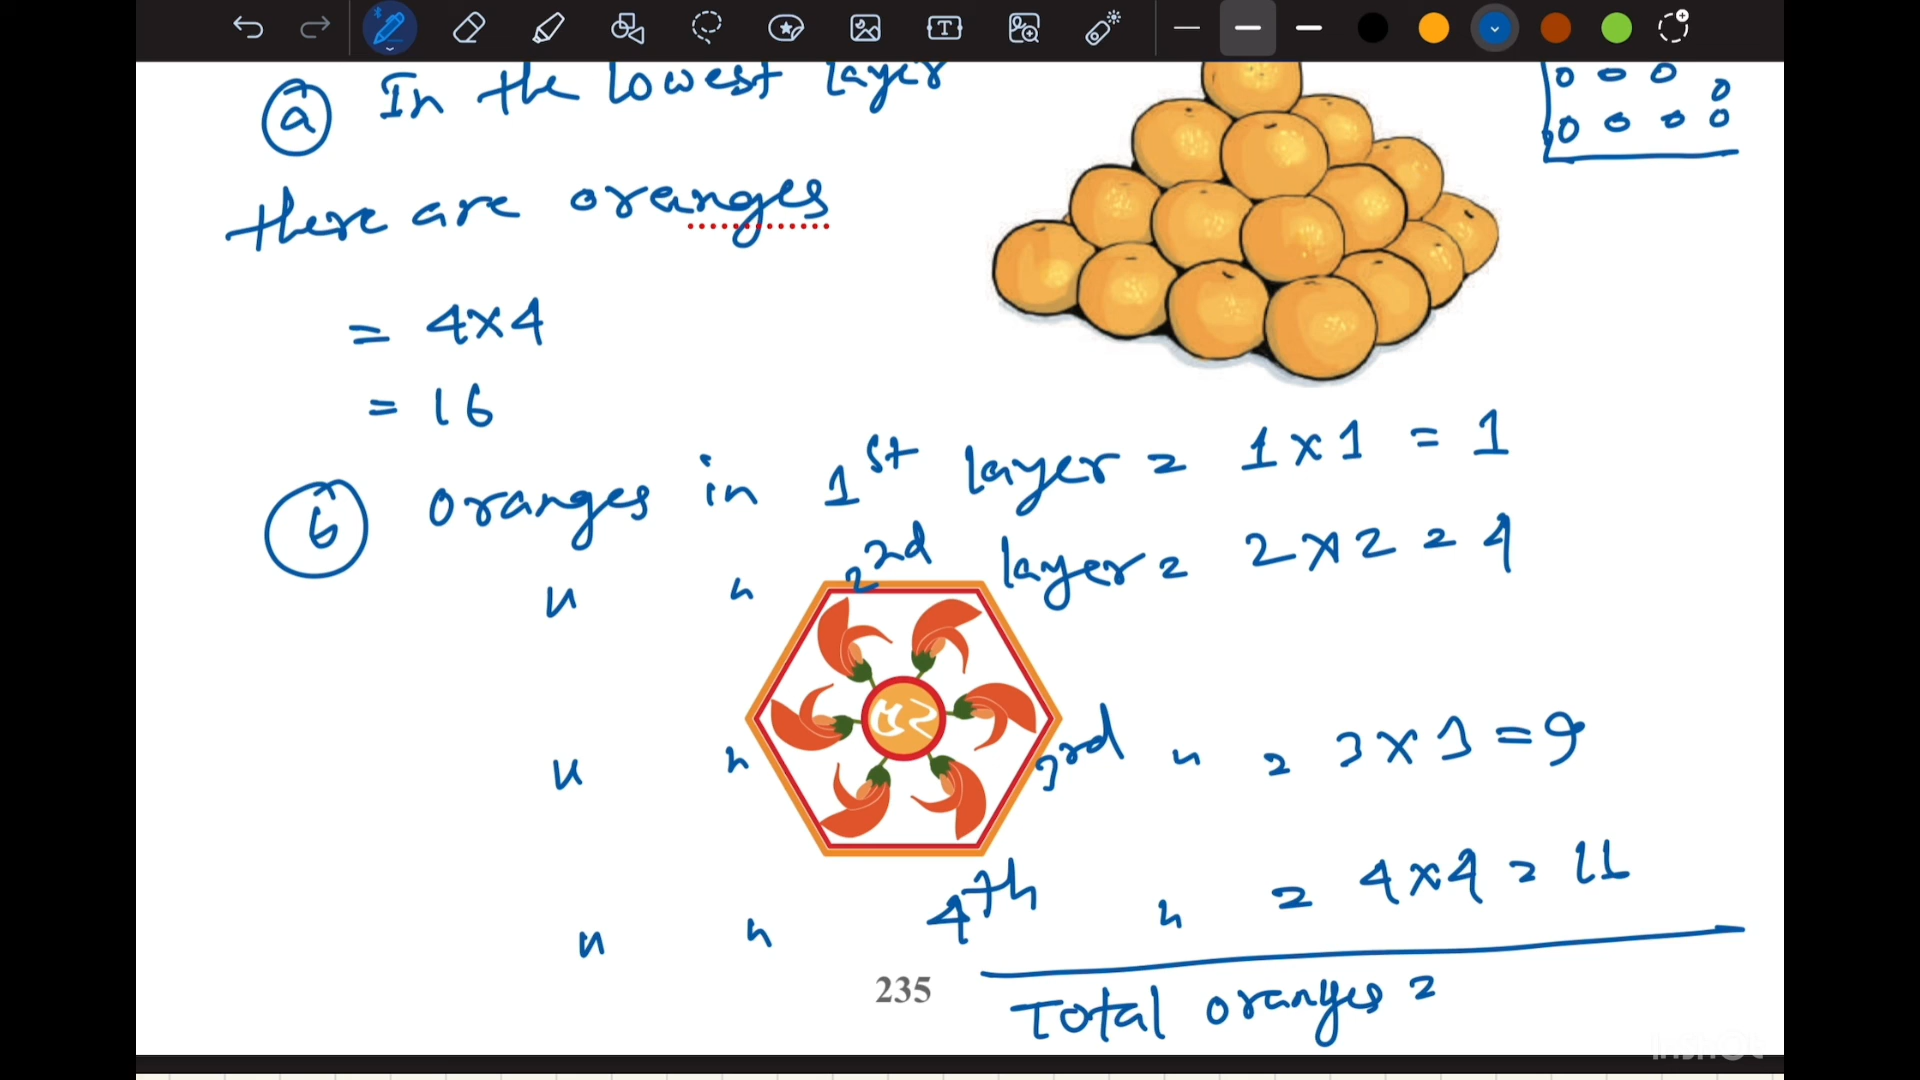 ⓐ In the lowest layer
there are oranges
= 4×4
= 16
ⓑ oranges in 1st layer = 1×1 = 1
〃 〃 2nd layer = 2×2 = 4
〃 〃 3rd 〃 = 3×3 = 9
〃 〃 4th 〃 = 4×4 = 16
235
Total oranges =
InShOt